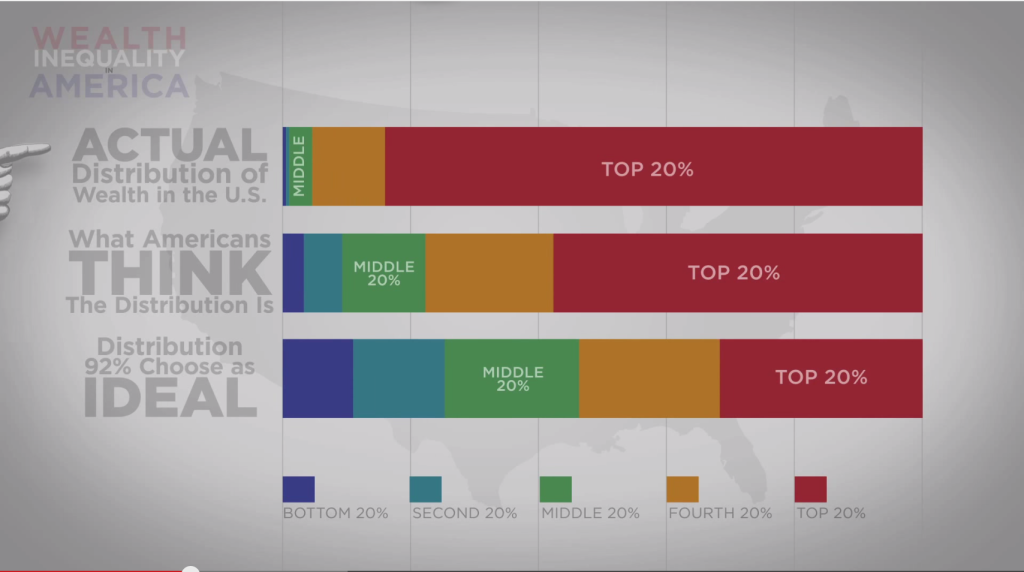 WEALTH
INEQUALITY
IN
AMERICA
ACTUAL
Distribution of
Wealth in the U.S.
MIDDLE
TOP 20%
What Americans
THINK
The Distribution Is
MIDDLE
20%
TOP 20%
Distribution
92% Choose as
IDEAL
MIDDLE
20%
TOP 20%
BOTTOM 20%
SECOND 20%
MIDDLE 20%
FOURTH 20%
TOP 20%